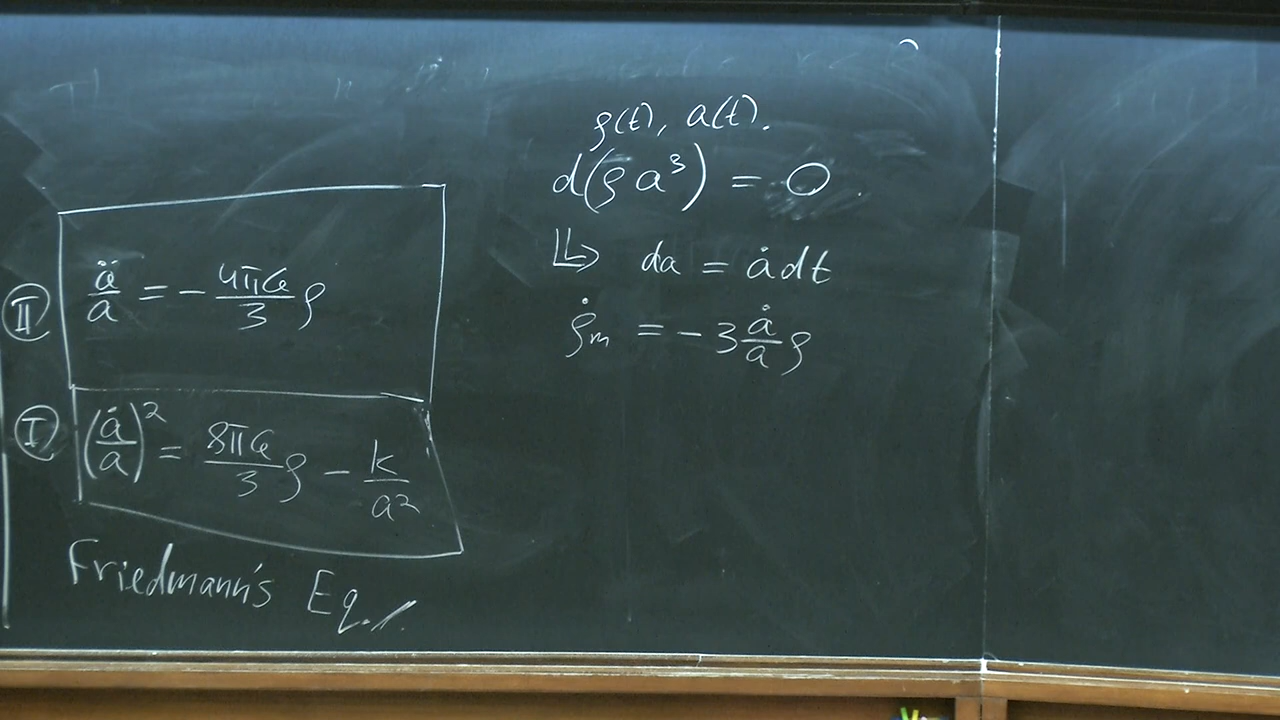 Ⅱ ä/a = - 4πG/3 ρ
Ⅰ (ȧ/a)² = 8πG/3 ρ - k/a²
Friedmann's Eq.
ρ(t), a(t).
d(ρa³) = 0.
↳ da = ȧdt
ρ̇ₘ = - 3 ȧ/a ρ